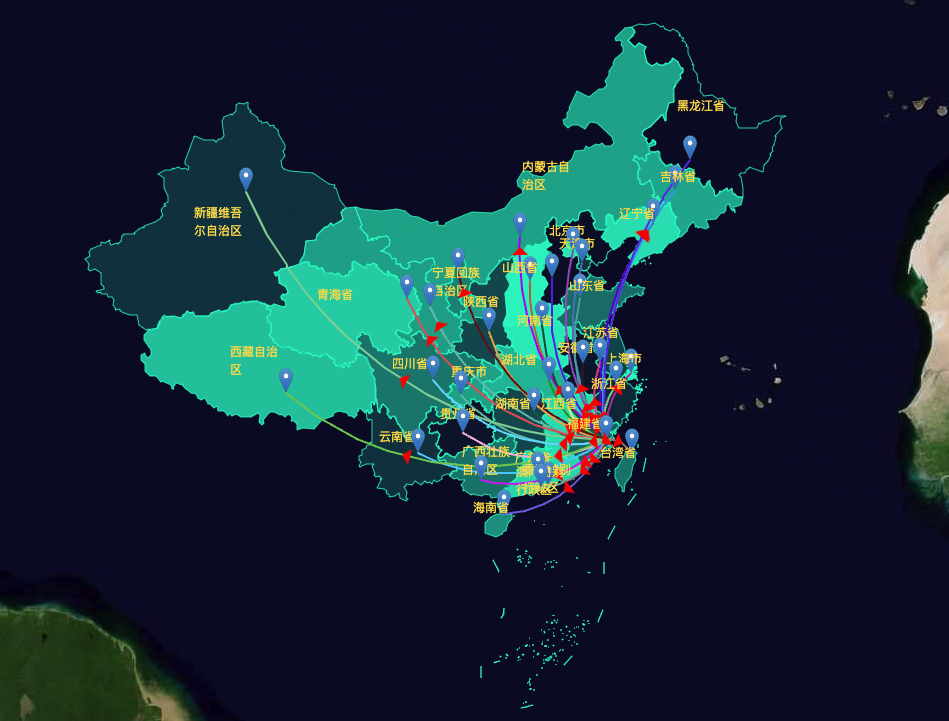 黑龙江省
内蒙古自
治区
吉林省
新疆维吾
尔自治区
辽宁省
北京市
天津市
山西省
宁夏回族
自治区
山东省
青海省
陕西省
河南省
江苏省
安徽省
西藏自治
区
四川省
重庆市
湖北省
上海市
浙江省
湖南省
江西省
贵州省
福建省
云南省
广西壮族
自治区
台湾省
海南省